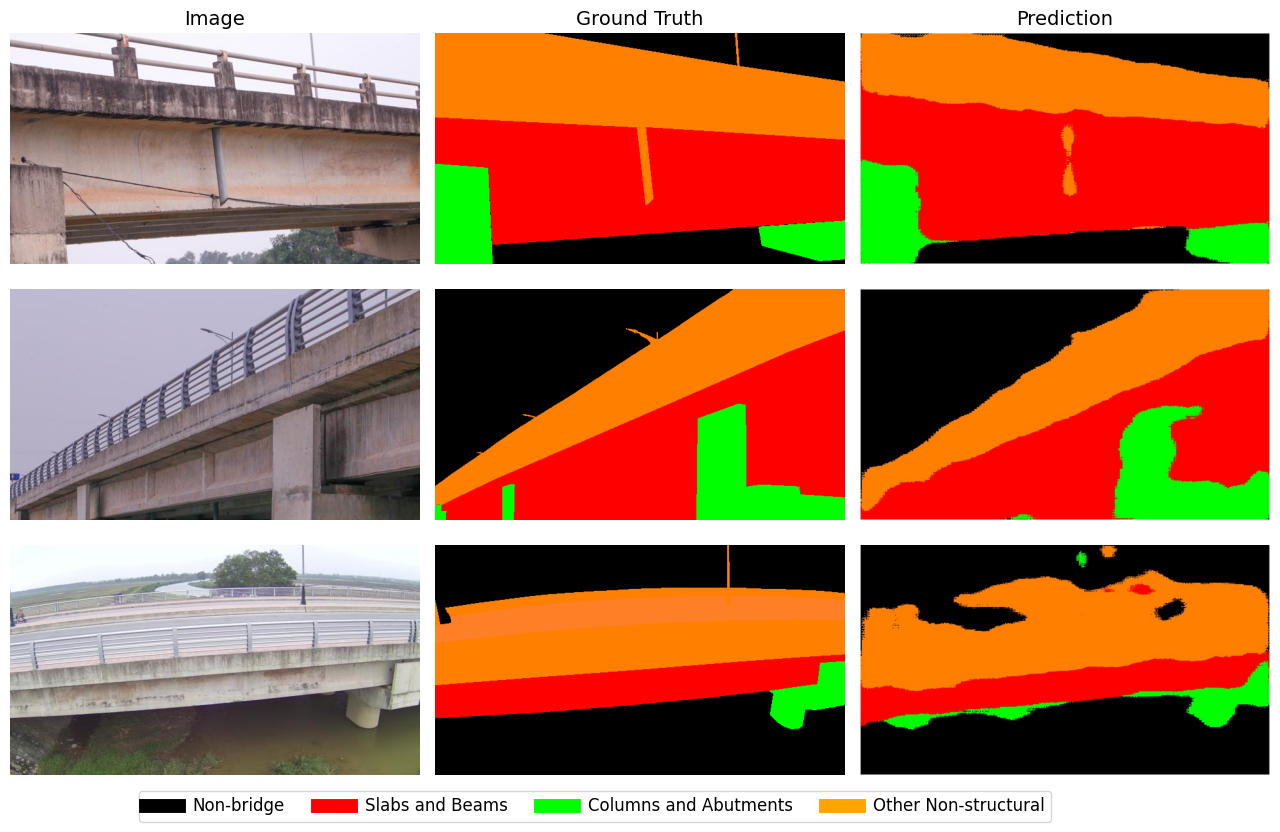 Image
Ground Truth
Prediction
Non-bridge
Slabs and Beams
Columns and Abutments
Other Non-structural